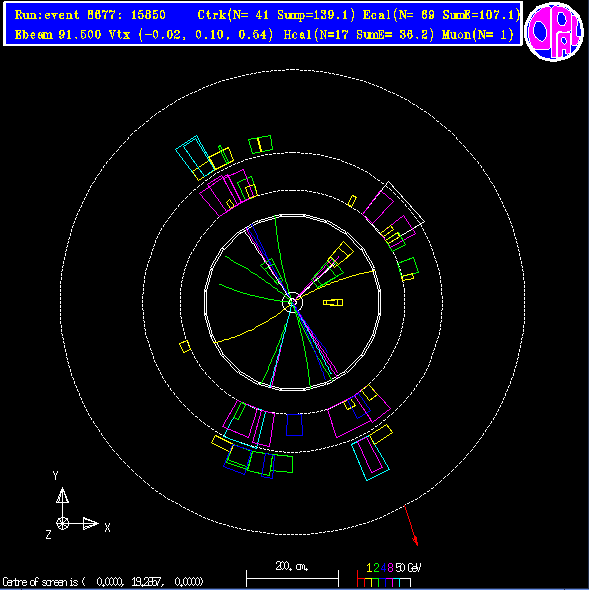 Run:event 8677: 15850 Ctrk(N= 41 Sump=139.1) Ecal(N= 69 SumE=107.1)
Ebeam 91.500 Vtx (-0.02, 0.10, 0.54) Hcal(N=17 SumE= 36.2) Muon(N= 1)
OPAL
Y
X
Z
200. cm.
1 2 4 8 50 GeV
Centre of screen is ( 0.0000, 19.2857, 0.0000)